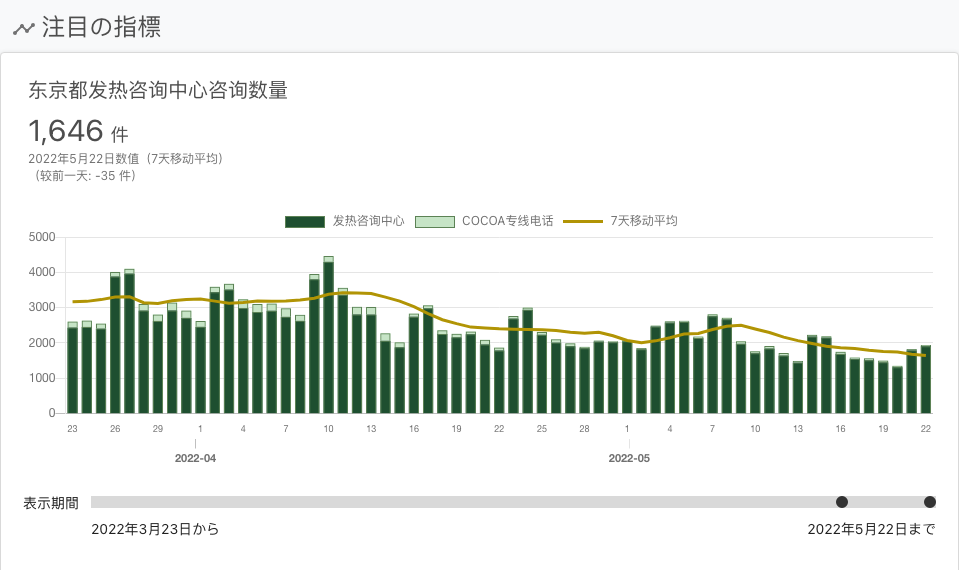 注目の指標
东京都发热咨询中心咨询数量
1,646 件
2022年5月22日数值（7天移动平均）
（较前一天: -35 件）
发热咨询中心 COCOA专线电话 7天移动平均
5000
4000
3000
2000
1000
0
23 26 29 1 4 7 10 13 16 19 22 25 28 1 4 7 10 13 16 19 22
2022-04 2022-05
表示期間
2022年3月23日から 2022年5月22日まで